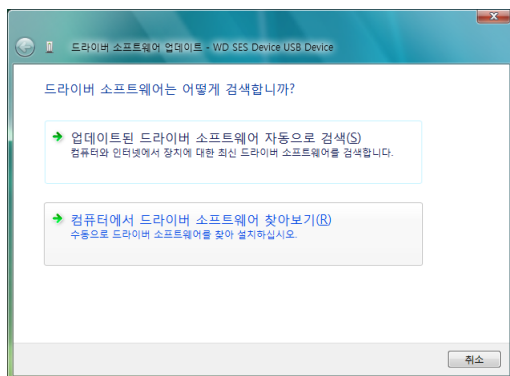 드라이버 소프트웨어 업데이트 - WD SES Device USB Device
드라이버 소프트웨어는 어떻게 검색합니까?
업데이트된 드라이버 소프트웨어 자동으로 검색(S)
컴퓨터와 인터넷에서 장치에 대한 최신 드라이버 소프트웨어를 검색합니다.
컴퓨터에서 드라이버 소프트웨어 찾아보기(R)
수동으로 드라이버 소프트웨어를 찾아 설치하십시오.
취소